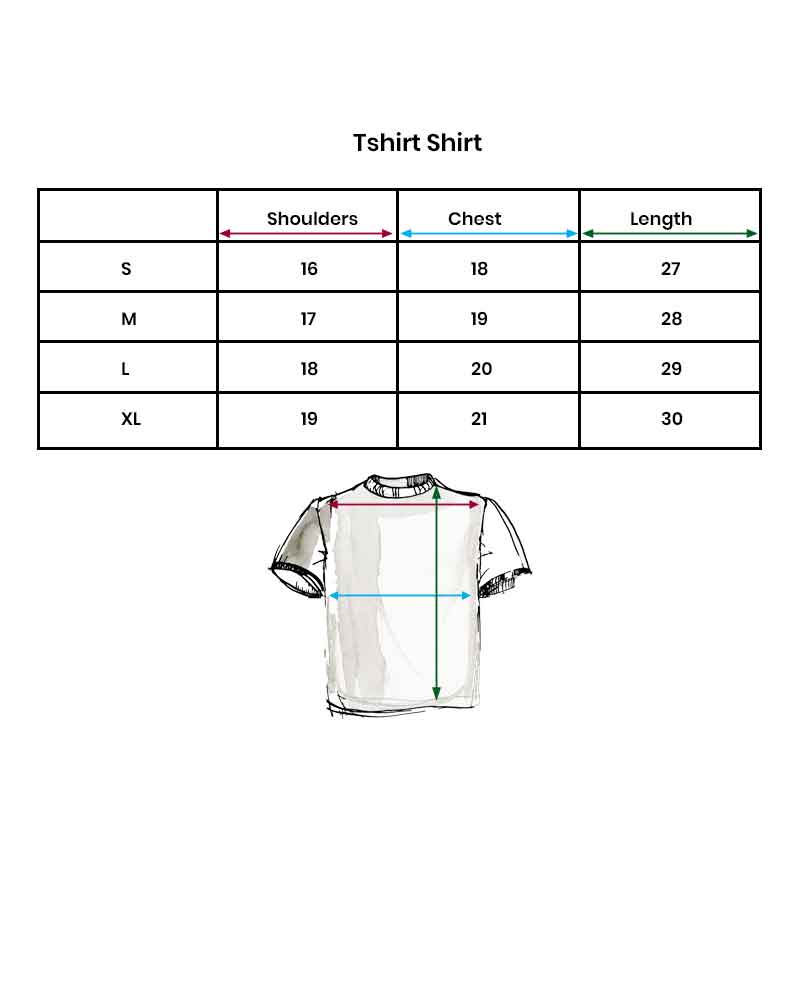 Tshirt Shirt
Shoulders Chest Length
S 16 18 27
M 17 19 28
L 18 20 29
XL 19 21 30